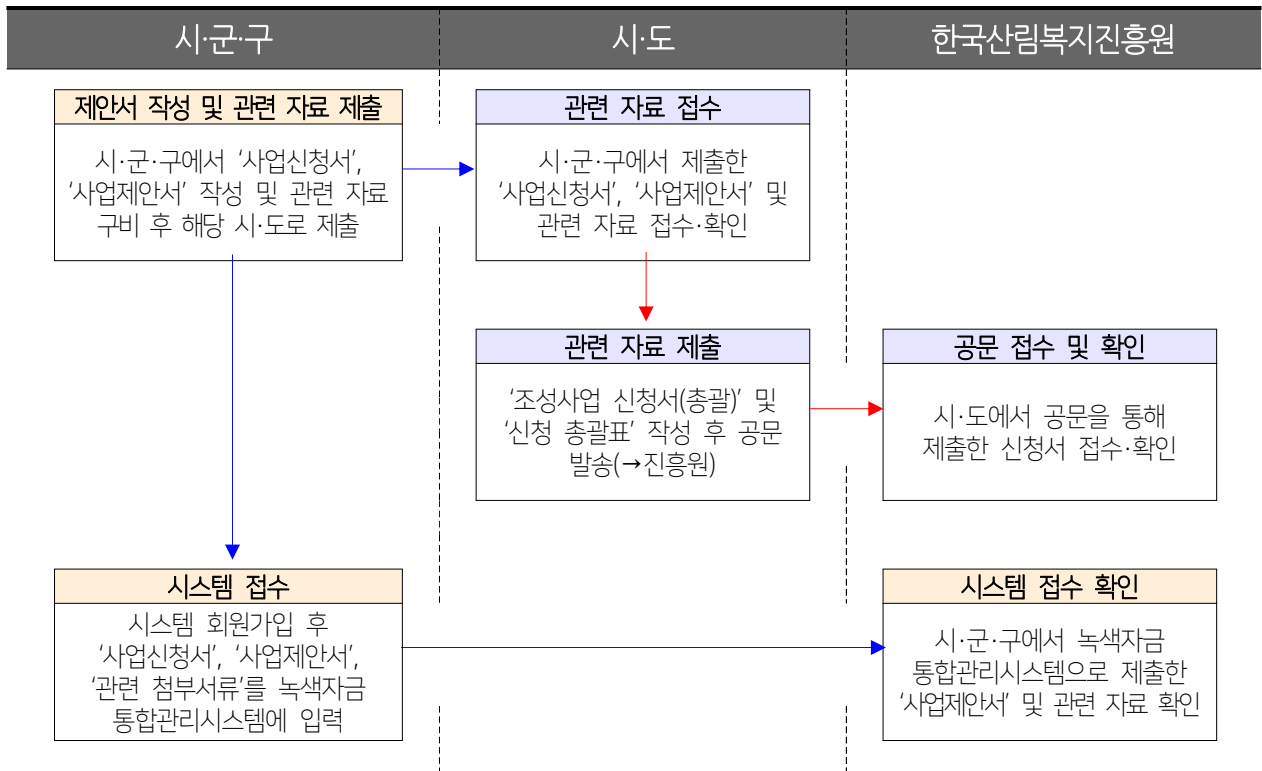 시·군·구
시·도
한국산림복지진흥원
제안서 작성 및 관련 자료 제출
시·군·구에서 ‘사업신청서’,
‘사업제안서’ 작성 및 관련 자료
구비 후 해당 시·도로 제출
관련 자료 접수
시·군·구에서 제출한
‘사업신청서’, ‘사업제안서’ 및
관련 자료 접수·확인
관련 자료 제출
‘조성사업 신청서(총괄)’ 및
‘신청 총괄표’ 작성 후 공문
발송(→진흥원)
공문 접수 및 확인
시·도에서 공문을 통해
제출한 신청서 접수·확인
시스템 접수
시스템 회원가입 후
‘사업신청서’, ‘사업제안서’,
‘관련 첨부서류’를 녹색자금
통합관리시스템에 입력
시스템 접수 확인
시·군·구에서 녹색자금
통합관리시스템으로 제출한
‘사업제안서’ 및 관련 자료 확인